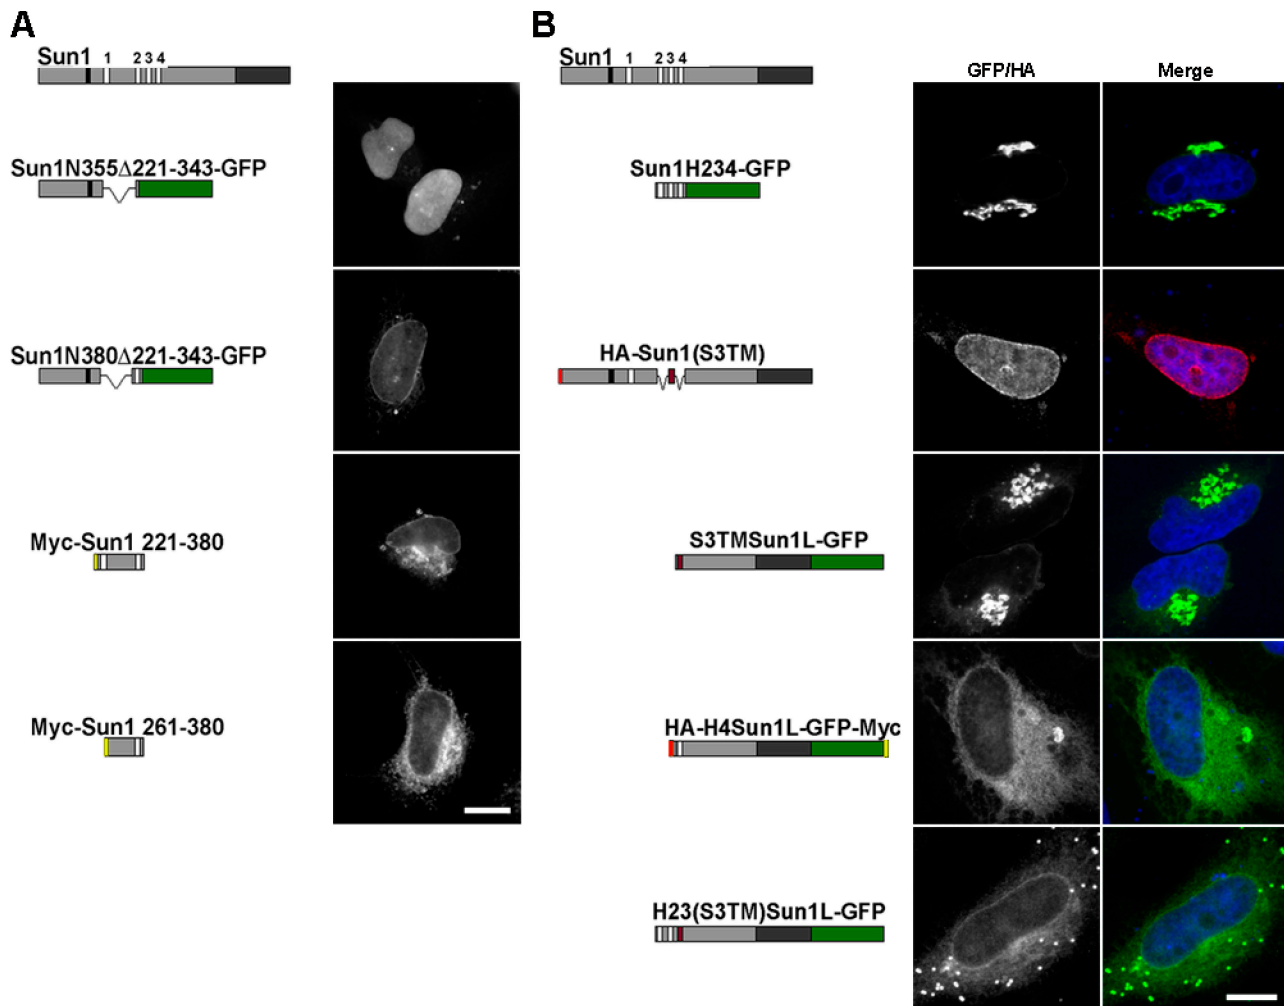 A
Sun1
1 2 3 4
Sun1N355Δ221-343-GFP
Sun1N380Δ221-343-GFP
Myc-Sun1 221-380
Myc-Sun1 261-380
B
Sun1
1 2 3 4
GFP/HA
Merge
Sun1H234-GFP
HA-Sun1(S3TM)
S3TMSun1L-GFP
HA-H4Sun1L-GFP-Myc
H23(S3TM)Sun1L-GFP